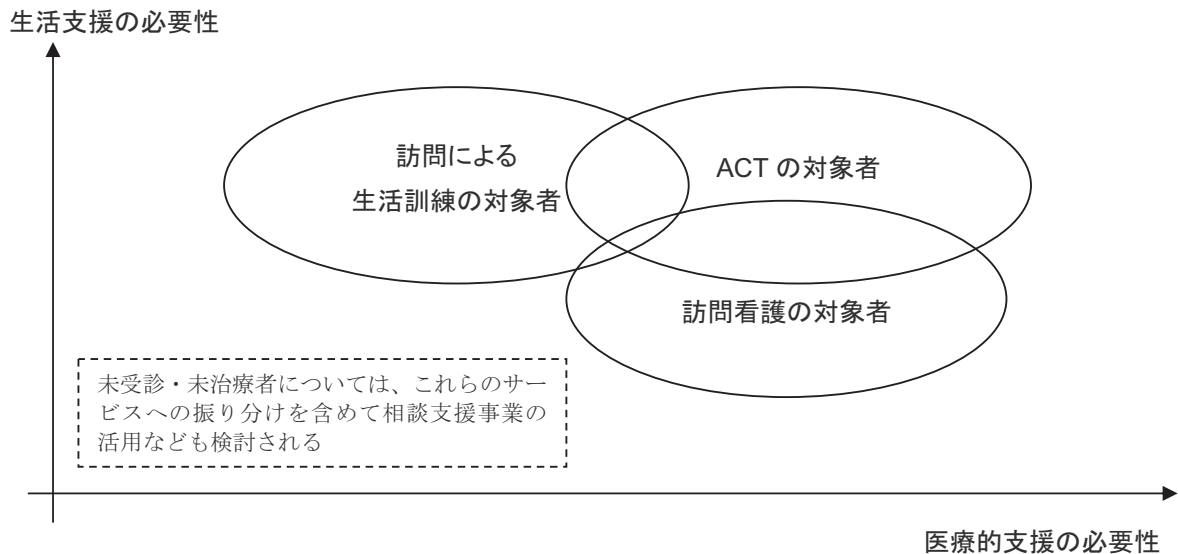 生活支援の必要性
訪問による
生活訓練の対象者
ACT の対象者
訪問看護の対象者
未受診・未治療者については、これらのサー
ビスへの振り分けを含めて相談支援事業の
活用なども検討される
医療的支援の必要性